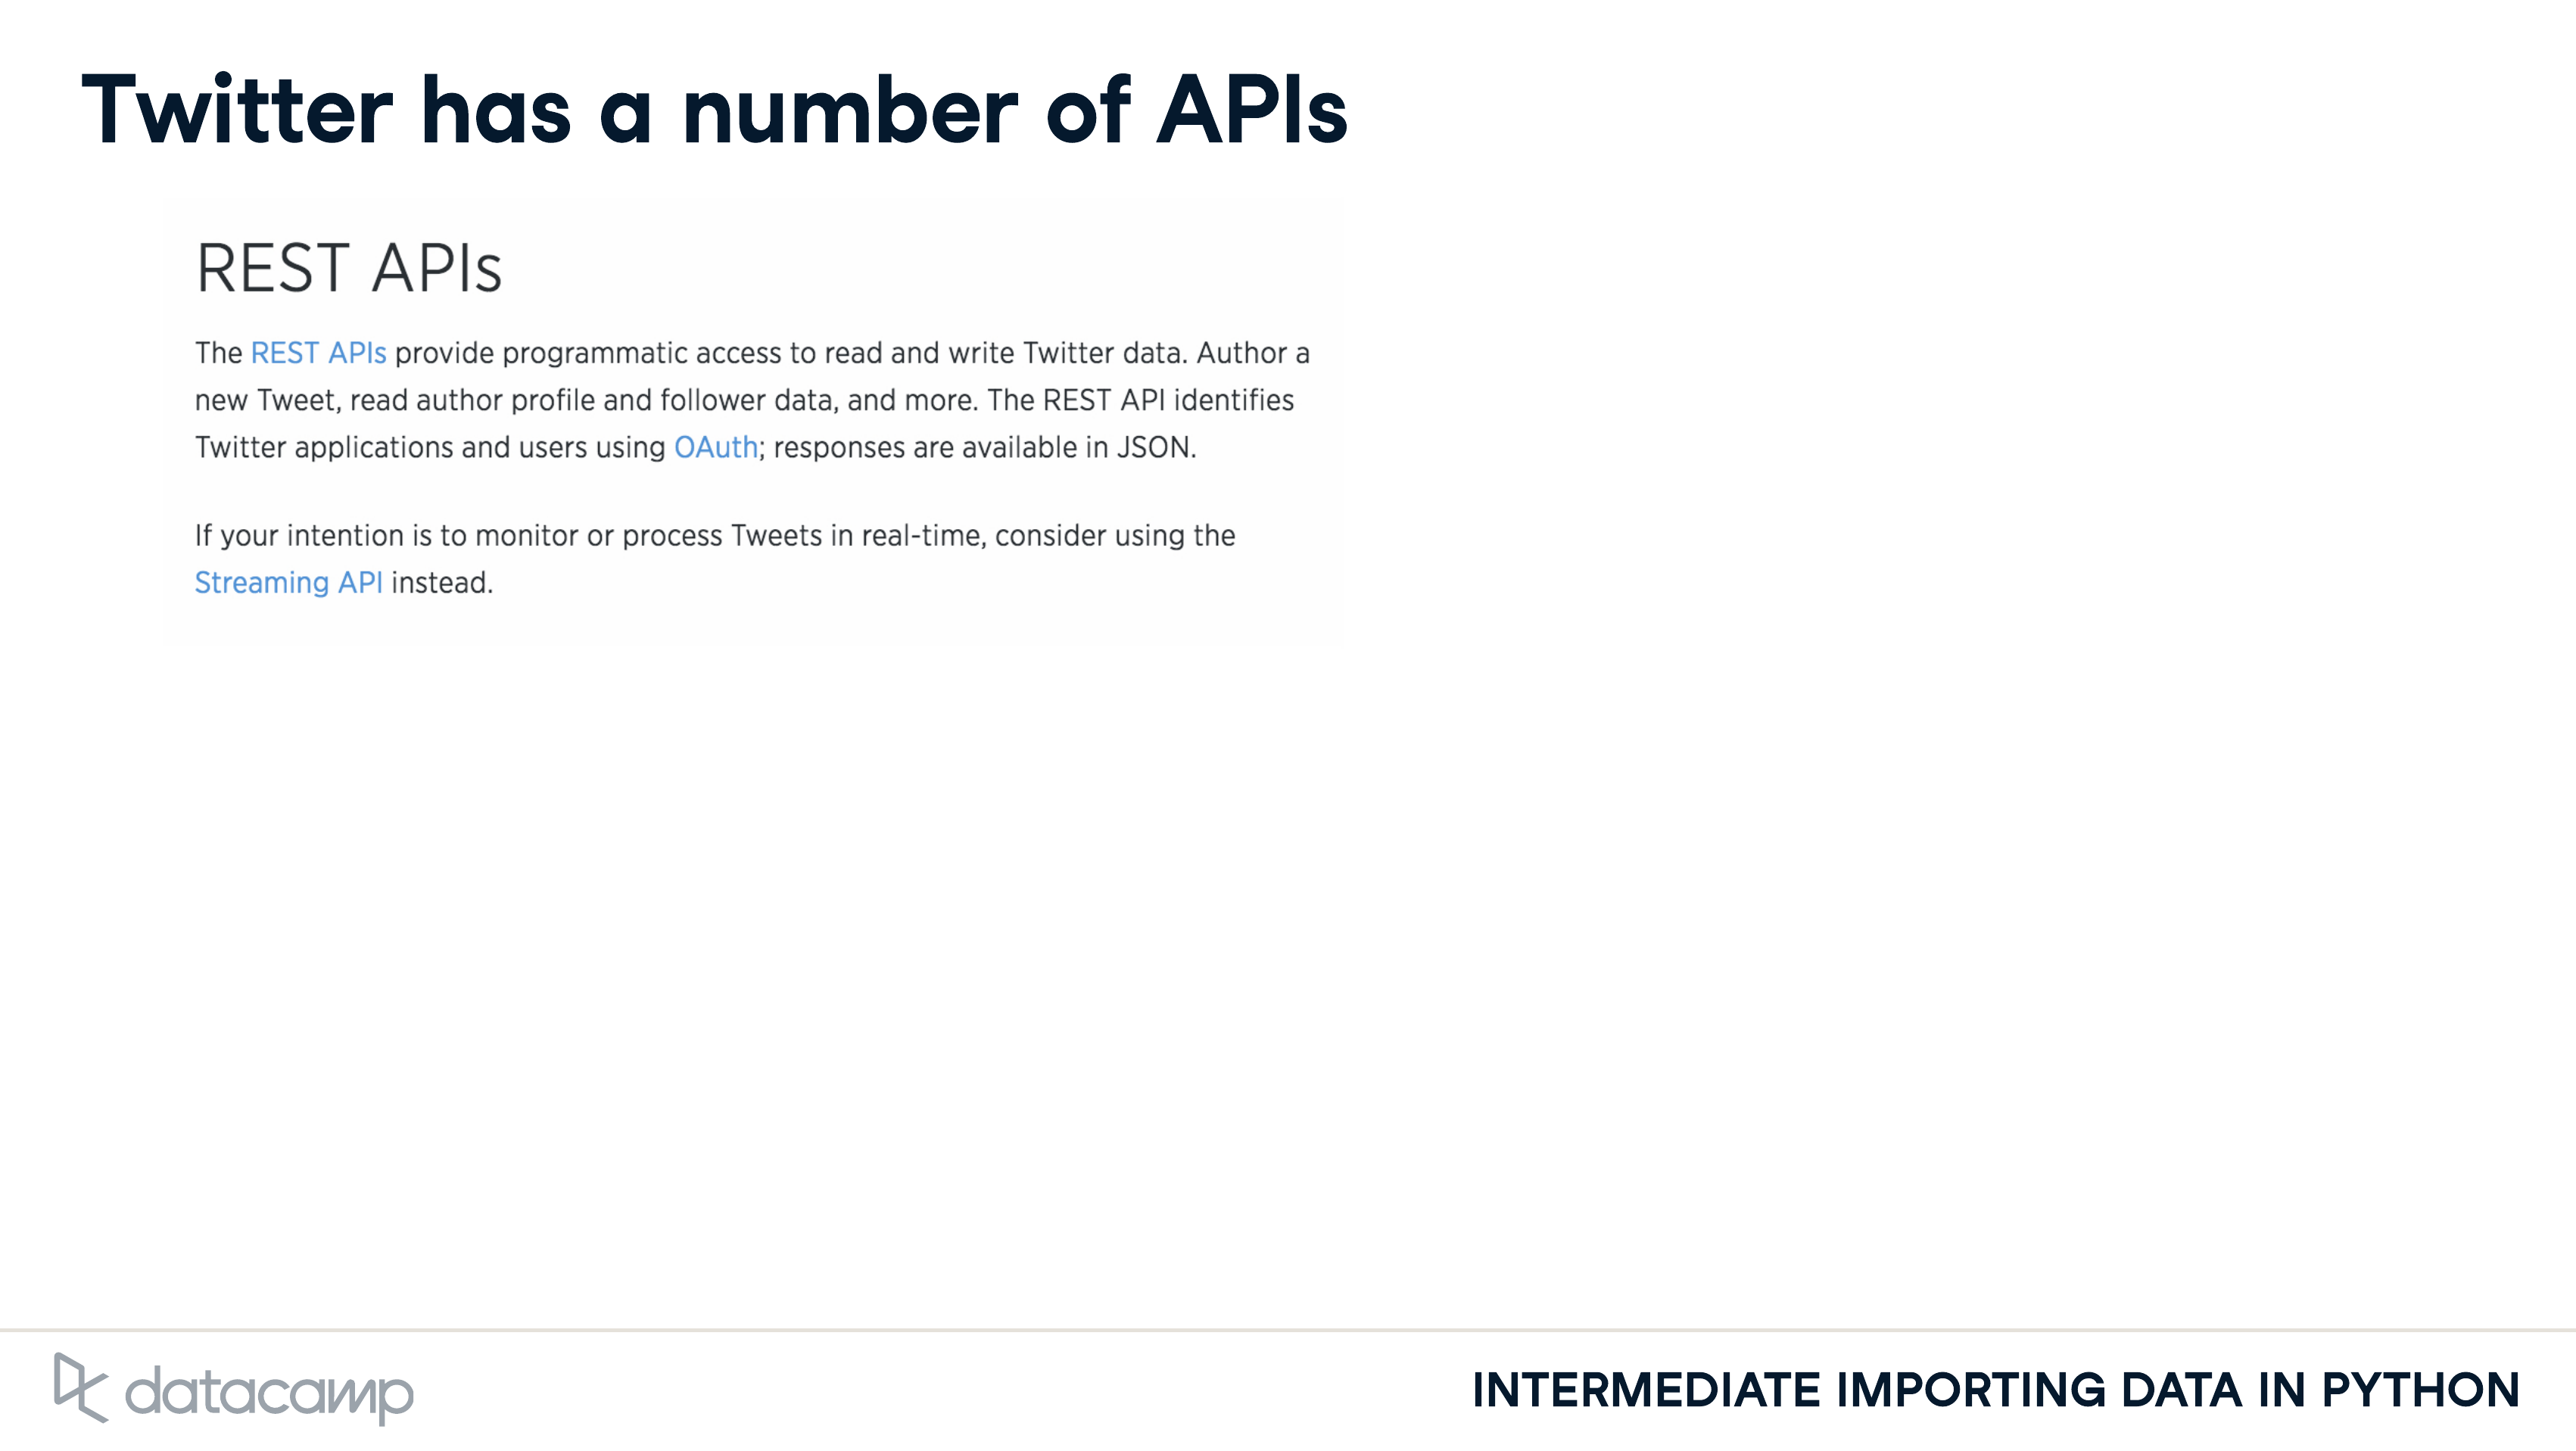 Twitter has a number of APIs
REST APIs
The REST APIs provide programmatic access to read and write Twitter data. Author a
new Tweet, read author profile and follower data, and more. The REST API identifies
Twitter applications and users using OAuth; responses are available in JSON.
If your intention is to monitor or process Tweets in real-time, consider using the
Streaming API instead.
datacamp
INTERMEDIATE IMPORTING DATA IN PYTHON